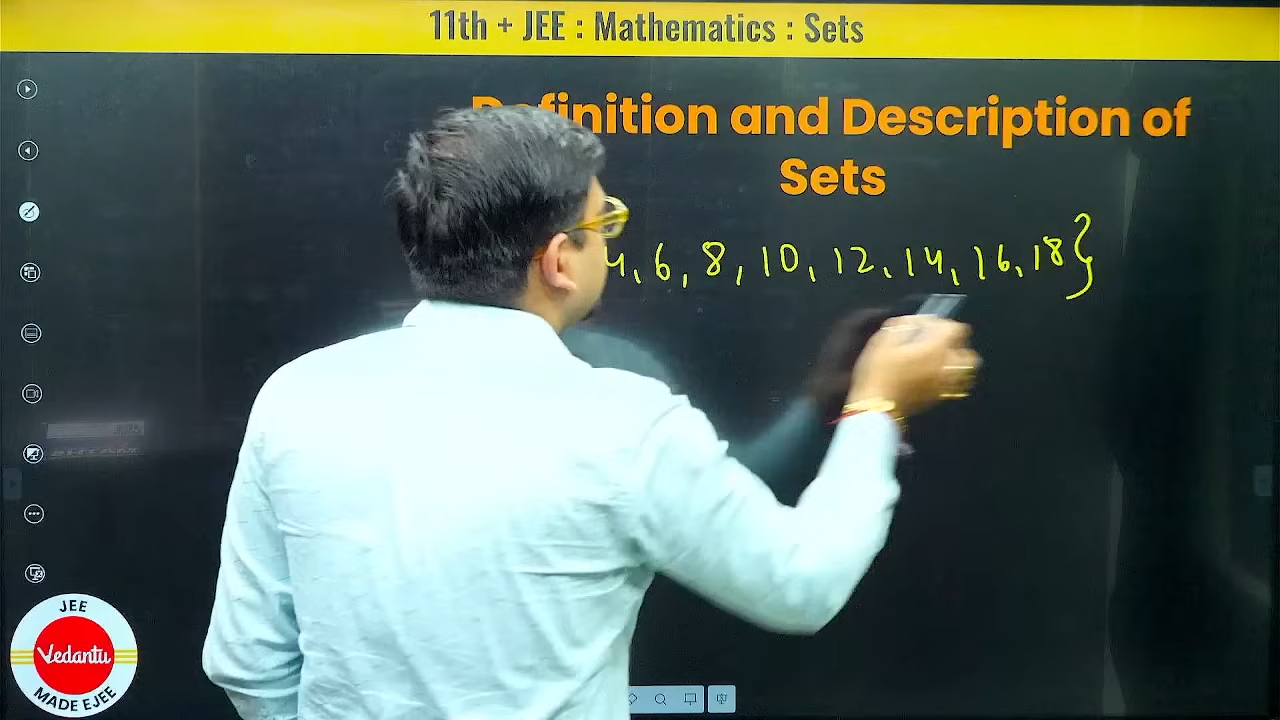 11th + JEE : Mathematics : Sets
Definition and Description of
Sets
4, 6, 8, 10, 12, 14, 16, 18}
JEE
Vedantu
MADE EJEE